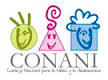 CONANI
Consejo Nacional para la Niñez y la Adolescencia